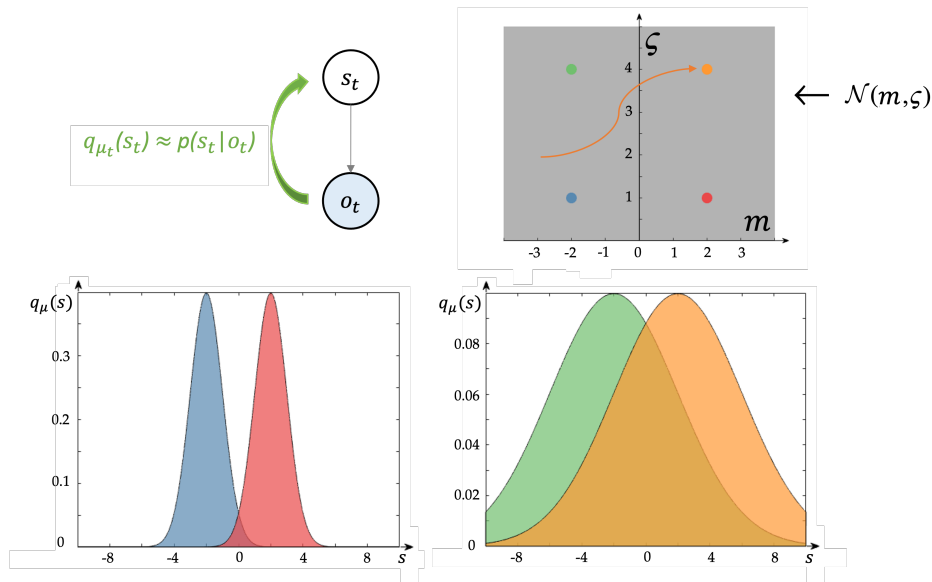 s_t
q_{μ_t}(s_t) ≈ p(s_t|o_t)
o_t
ς
4
3
2
1
-3 -2 -1 0 1 2 3
m
𝒩(m,ς)
q_μ(s)
0.3
0.2
0.1
0
-8 -4 0 4 8 s
q_μ(s)
0.08
0.06
0.04
0.02
0
-8 -4 0 4 8 s